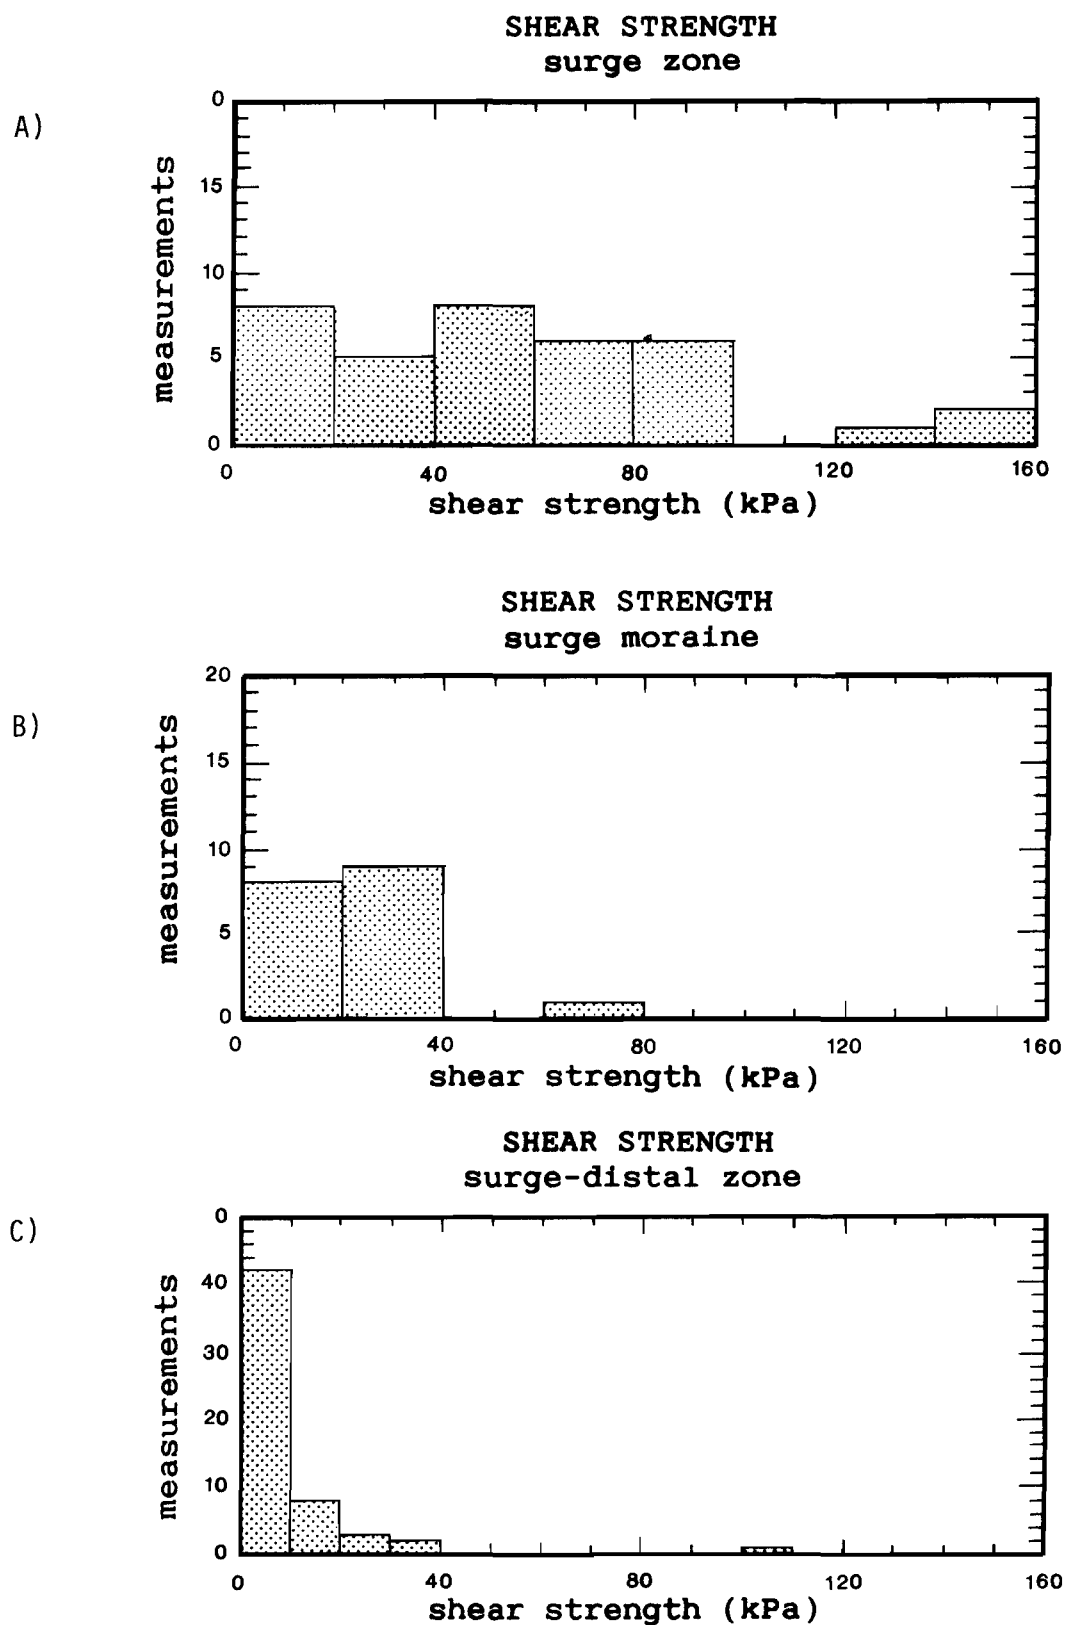 SHEAR STRENGTH
surge zone
A)
measurements
0
15
10
5
0
0 40 80 120 160
shear strength (kPa)
SHEAR STRENGTH
surge moraine
B)
measurements
20
15
10
5
0
0 40 80 120 160
shear strength (kPa)
SHEAR STRENGTH
surge-distal zone
C)
measurements
0
40
30
20
10
0
0 40 80 120 160
shear strength (kPa)